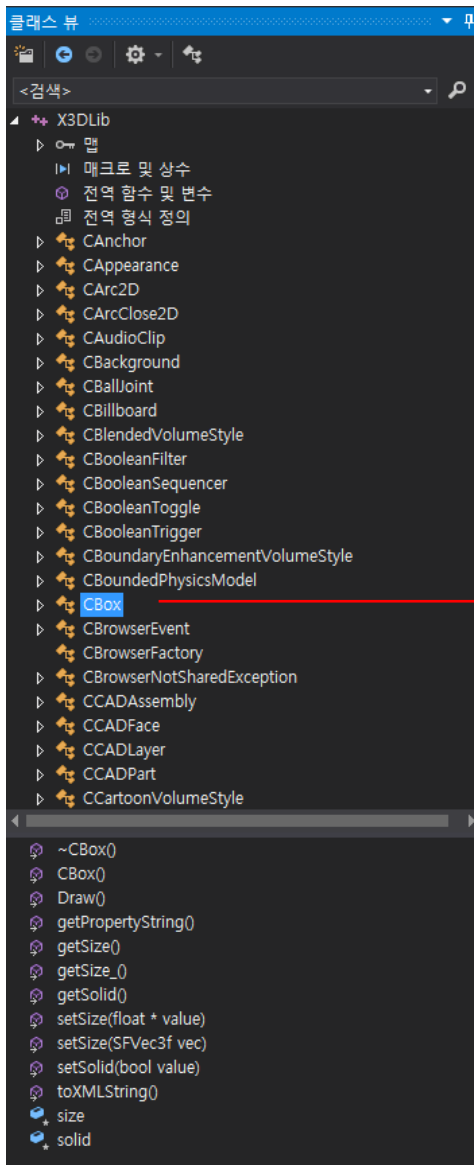 클래스 뷰
<검색>
X3DLib
맵
매크로 및 상수
전역 함수 및 변수
전역 형식 정의
CAnchor
CAppearance
CArc2D
CArcClose2D
CAudioClip
CBackground
CBallJoint
CBillboard
CBlendedVolumeStyle
CBooleanFilter
CBooleanSequencer
CBooleanToggle
CBooleanTrigger
CBoundaryEnhancementVolumeStyle
CBoundedPhysicsModel
CBox
CBrowserEvent
CBrowserFactory
CBrowserNotSharedException
CCADAssembly
CCADFace
CCADLayer
CCADPart
CCartoonVolumeStyle
~CBox()
CBox()
Draw()
getPropertyString()
getSize()
getSize_()
getSolid()
setSize(float * value)
setSize(SFVec3f vec)
setSolid(bool value)
toXMLString()
size
solid